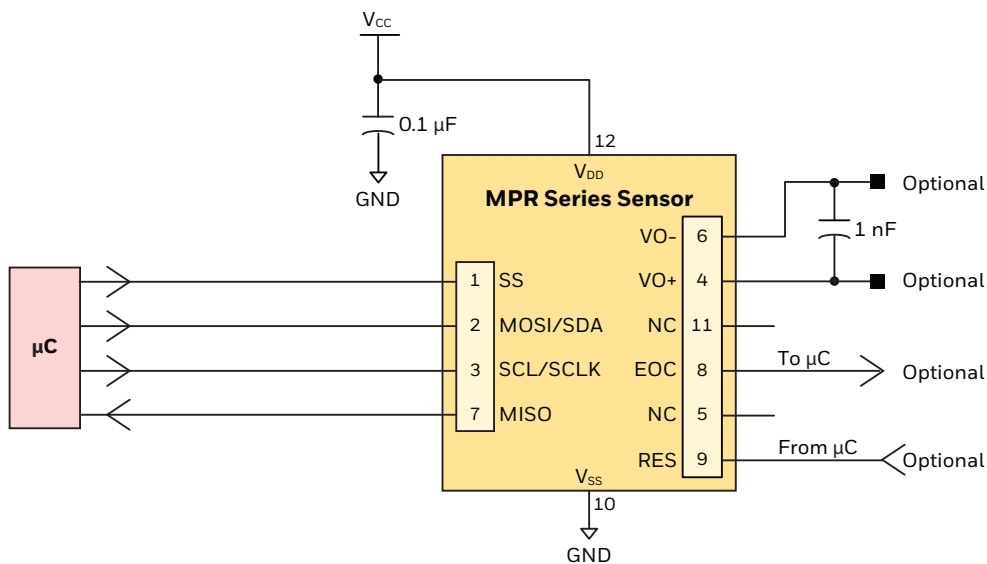 VCC
0.1 µF
GND
12
VDD
MPR Series Sensor
µC
1 SS
2 MOSI/SDA
3 SCL/SCLK
7 MISO
VO- 6
VO+ 4
NC 11
EOC 8
NC 5
RES 9
Optional
1 nF
Optional
To µC
Optional
From µC
Optional
VSS
10
GND